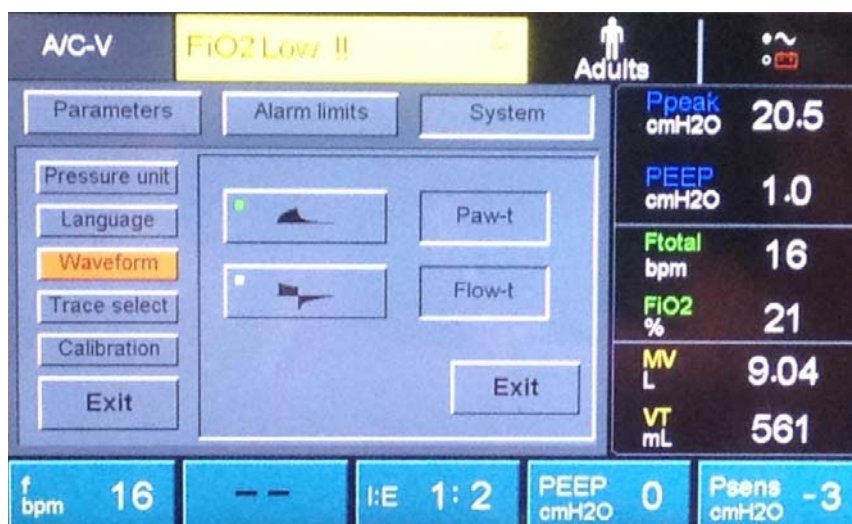 A/C-V
FiO2 Low !!
Adults
Parameters
Alarm limits
System
Pressure unit
Language
Waveform
Trace select
Calibration
Exit
Paw-t
Flow-t
Exit
Ppeak 20.5
cmH2O
PEEP 1.0
cmH2O
Ftotal 16
bpm
FiO2 21
%
MV 9.04
L
VT 561
mL
f 16
bpm
--
I:E 1:2
PEEP 0
cmH2O
Psens -3
cmH2O